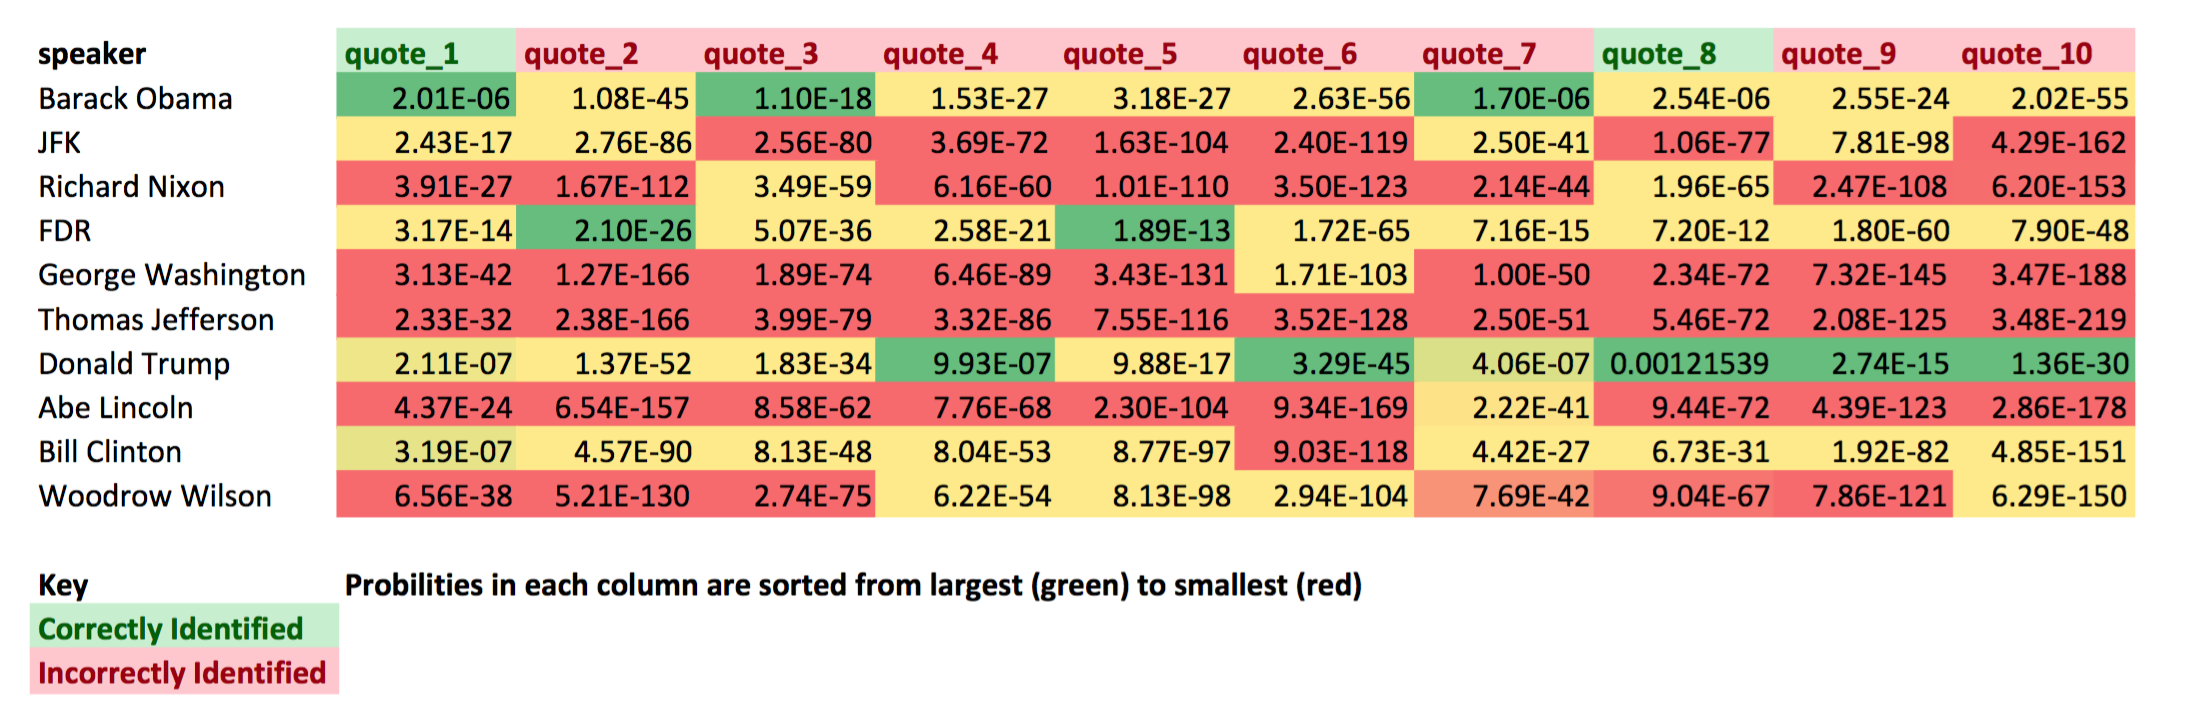 speaker quote_1 quote_2 quote_3 quote_4 quote_5 quote_6 quote_7 quote_8 quote_9 quote_10
Barack Obama 2.01E-06 1.08E-45 1.10E-18 1.53E-27 3.18E-27 2.63E-56 1.70E-06 2.54E-06 2.55E-24 2.02E-55
JFK 2.43E-17 2.76E-86 2.56E-80 3.69E-72 1.63E-104 2.40E-119 2.50E-41 1.06E-77 7.81E-98 4.29E-162
Richard Nixon 3.91E-27 1.67E-112 3.49E-59 6.16E-60 1.01E-110 3.50E-123 2.14E-44 1.96E-65 2.47E-108 6.20E-153
FDR 3.17E-14 2.10E-26 5.07E-36 2.58E-21 1.89E-13 1.72E-65 7.16E-15 7.20E-12 1.80E-60 7.90E-48
George Washington 3.13E-42 1.27E-166 1.89E-74 6.46E-89 3.43E-131 1.71E-103 1.00E-50 2.34E-72 7.32E-145 3.47E-188
Thomas Jefferson 2.33E-32 2.38E-166 3.99E-79 3.32E-86 7.55E-116 3.52E-128 2.50E-51 5.46E-72 2.08E-125 3.48E-219
Donald Trump 2.11E-07 1.37E-52 1.83E-34 9.93E-07 9.88E-17 3.29E-45 4.06E-07 0.00121539 2.74E-15 1.36E-30
Abe Lincoln 4.37E-24 6.54E-157 8.58E-62 7.76E-68 2.30E-104 9.34E-169 2.22E-41 9.44E-72 4.39E-123 2.86E-178
Bill Clinton 3.19E-07 4.57E-90 8.13E-48 8.04E-53 8.77E-97 9.03E-118 4.42E-27 6.73E-31 1.92E-82 4.85E-151
Woodrow Wilson 6.56E-38 5.21E-130 2.74E-75 6.22E-54 8.13E-98 2.94E-104 7.69E-42 9.04E-67 7.86E-121 6.29E-150
Key Probilities in each column are sorted from largest (green) to smallest (red)
Correctly Identified
Incorrectly Identified